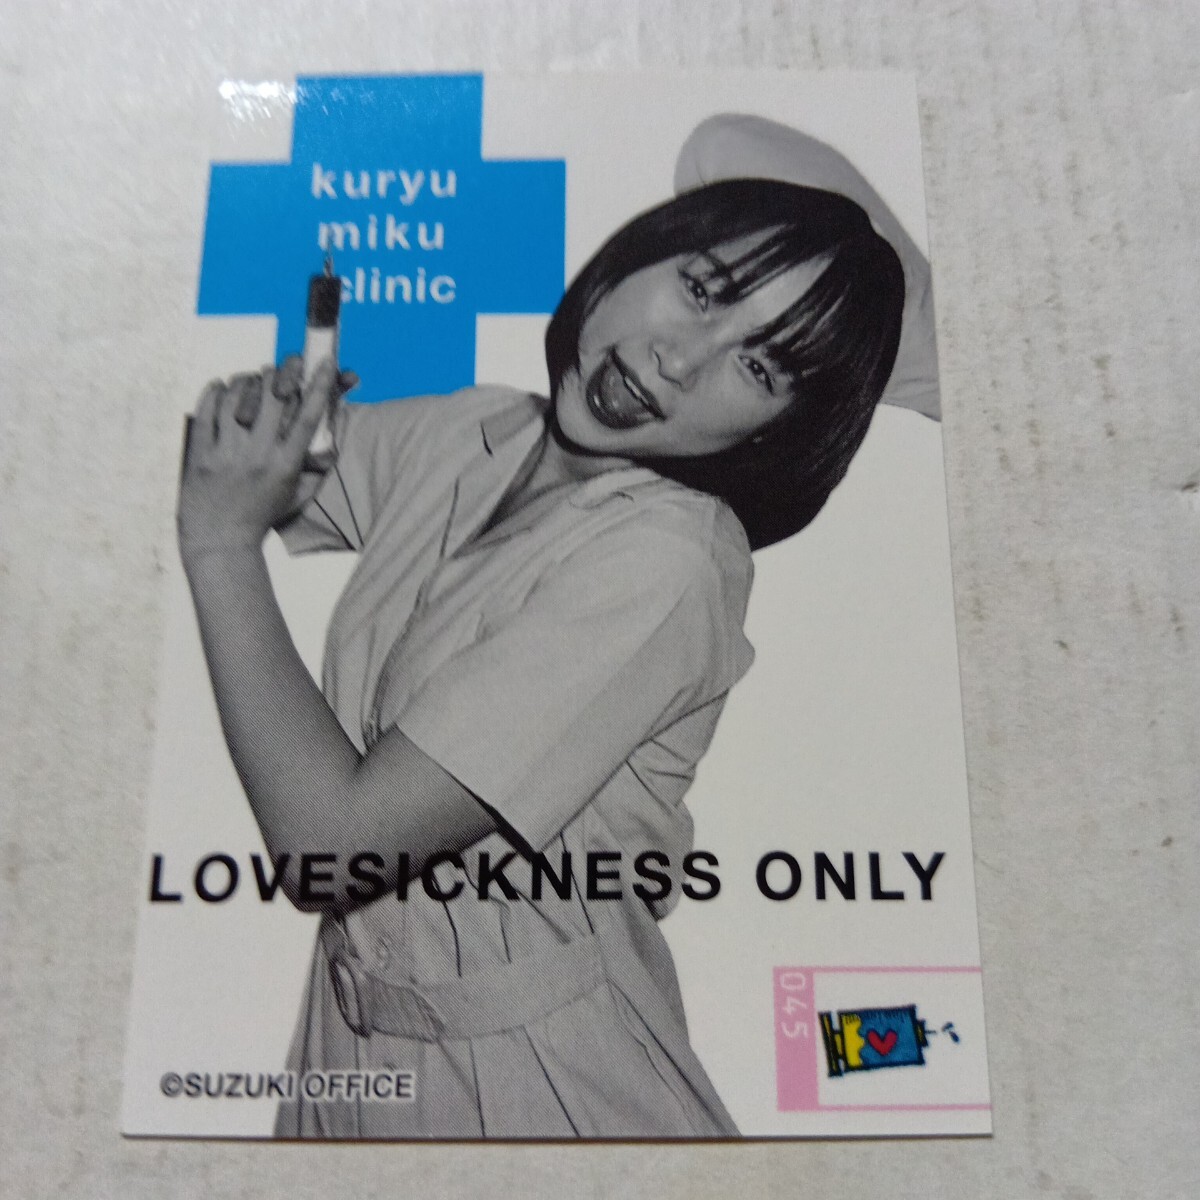 kuryu
miku
clinic
LOVESICKNESS ONLY
045
©SUZUKI OFFICE